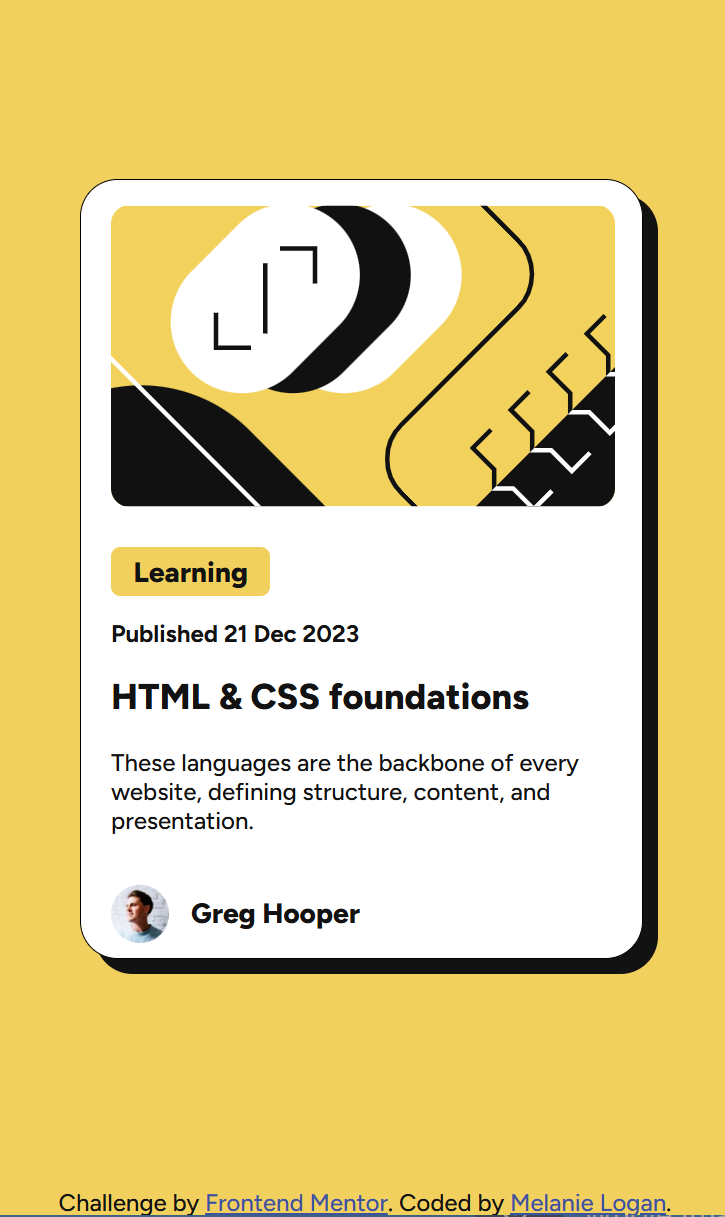 Learning
Published 21 Dec 2023
HTML & CSS foundations
These languages are the backbone of every
website, defining structure, content, and
presentation.
Greg Hooper
Challenge by Frontend Mentor. Coded by Melanie Logan.